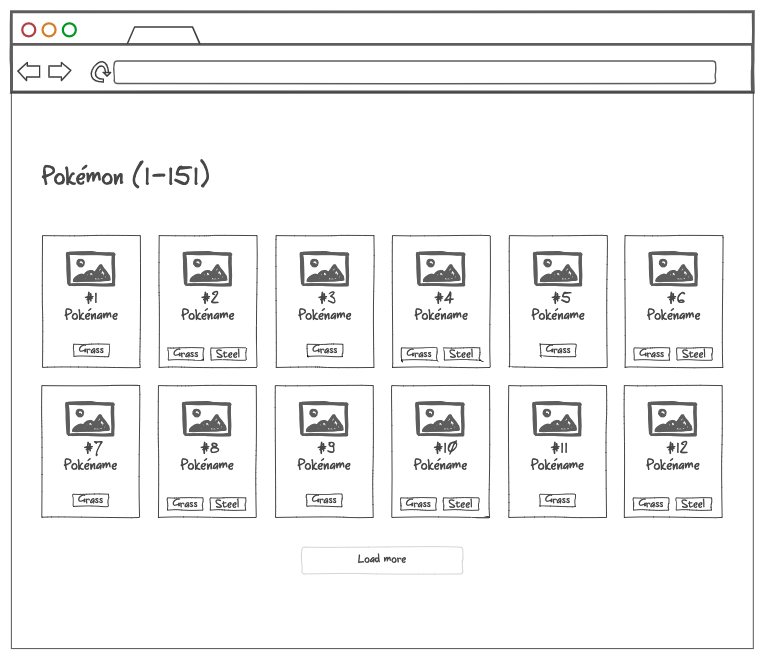 Pokémon (1-151)
#1 #2 #3 #4 #5 #6
Pokéname Pokéname Pokéname Pokéname Pokéname Pokéname
Grass Grass Steel Grass Grass Steel Grass Grass Steel
#7 #8 #9 #10 #11 #12
Pokéname Pokéname Pokéname Pokéname Pokéname Pokéname
Grass Grass Steel Grass Grass Steel Grass Grass Steel
Load more